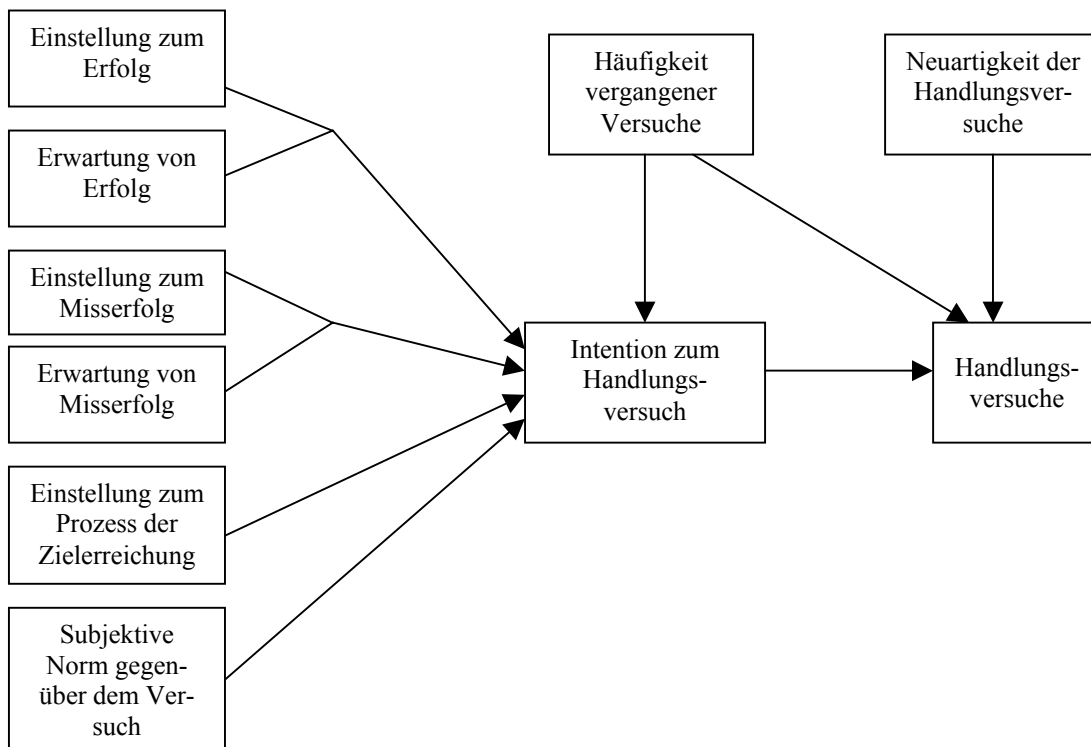 Einstellung zum
Erfolg
Erwartung von
Erfolg
Einstellung zum
Misserfolg
Erwartung von
Misserfolg
Einstellung zum
Prozess der
Zielerreichung
Subjektive
Norm gegen-
über dem Ver-
such
Häufigkeit
vergangener
Versuche
Neuartigkeit der
Handlungsver-
suche
Intention zum
Handlungs-
versuch
Handlungs-
versuche